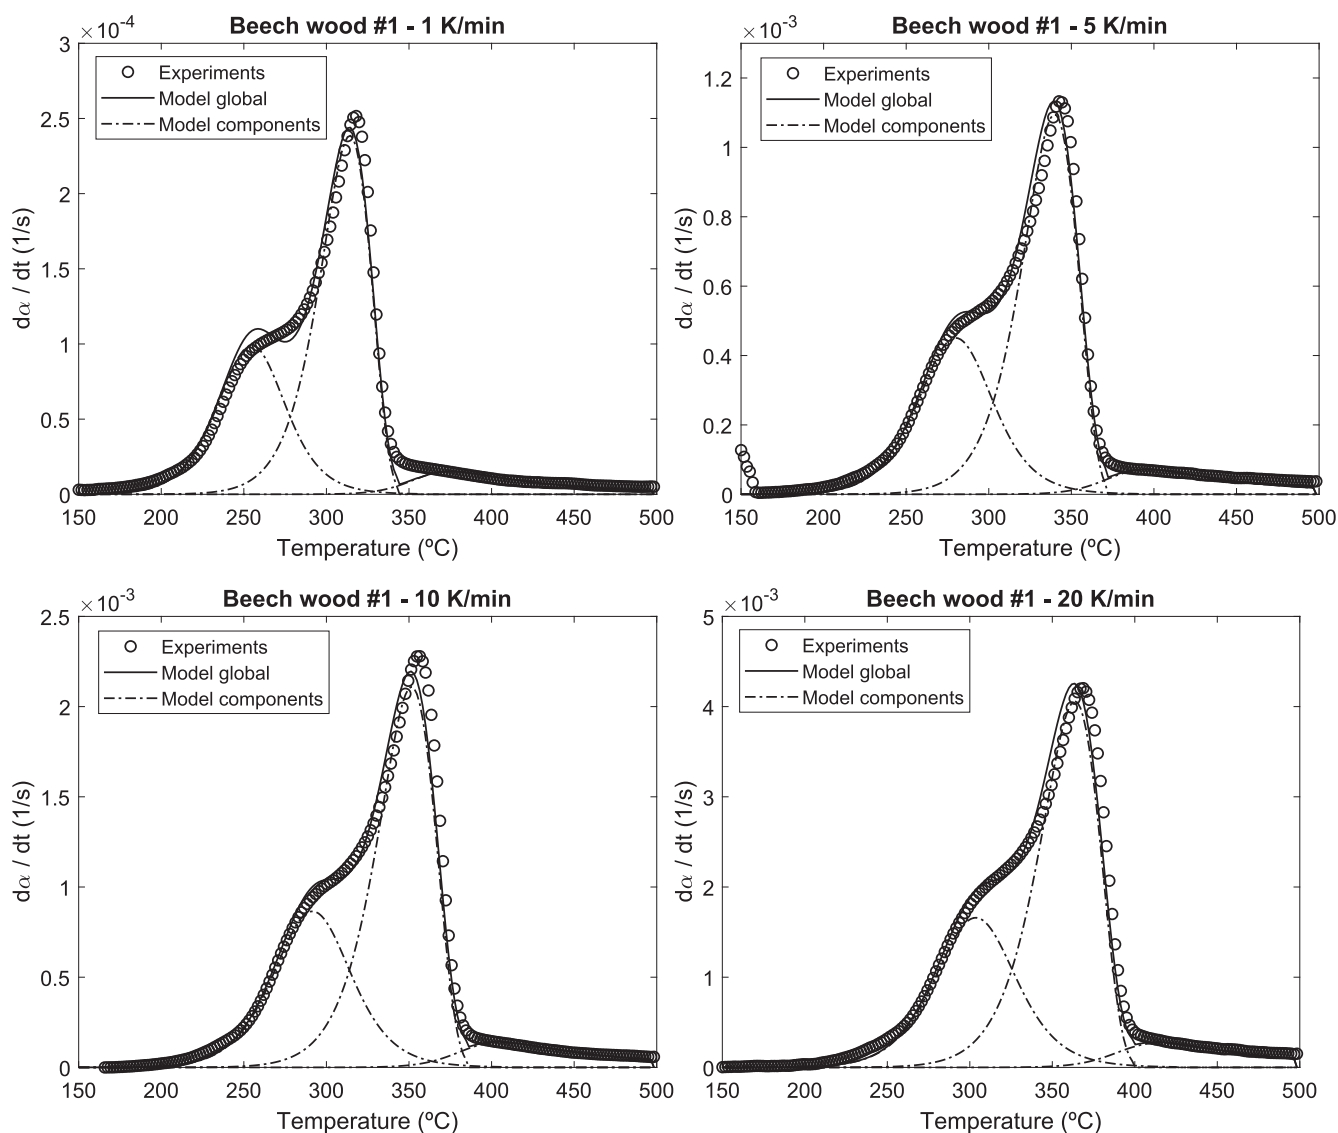 Beech wood #1 - 1 K/min
×10⁻⁴
3
2.5
2
1.5
1
0.5
0
dα / dt (1/s)
Experiments
Model global
Model components
150 200 250 300 350 400 450 500
Temperature (ºC)
Beech wood #1 - 5 K/min
×10⁻³
1.2
1
0.8
0.6
0.4
0.2
0
dα / dt (1/s)
Experiments
Model global
Model components
150 200 250 300 350 400 450 500
Temperature (ºC)
Beech wood #1 - 10 K/min
×10⁻³
2.5
2
1.5
1
0.5
0
dα / dt (1/s)
Experiments
Model global
Model components
150 200 250 300 350 400 450 500
Temperature (ºC)
Beech wood #1 - 20 K/min
×10⁻³
5
4
3
2
1
0
dα / dt (1/s)
Experiments
Model global
Model components
150 200 250 300 350 400 450 500
Temperature (ºC)